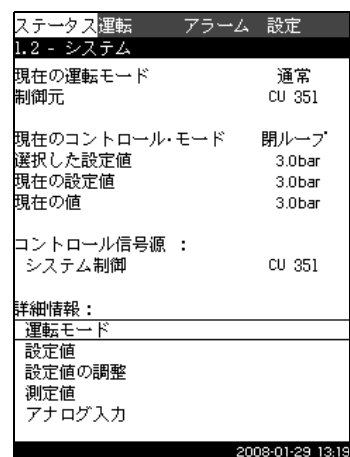 ステータス 運転 アラーム 設定
1.2 - システム
現在の運転モード 通常
制御元 CU 351
現在のコントロール・モード 閉ループ
選択した設定値 3.0bar
現在の設定値 3.0bar
現在の値 3.0bar
コントロール信号源 :
システム制御 CU 351
詳細情報:
運転モード
設定値
設定値の調整
測定値
アナログ入力
2008-01-29 13:19